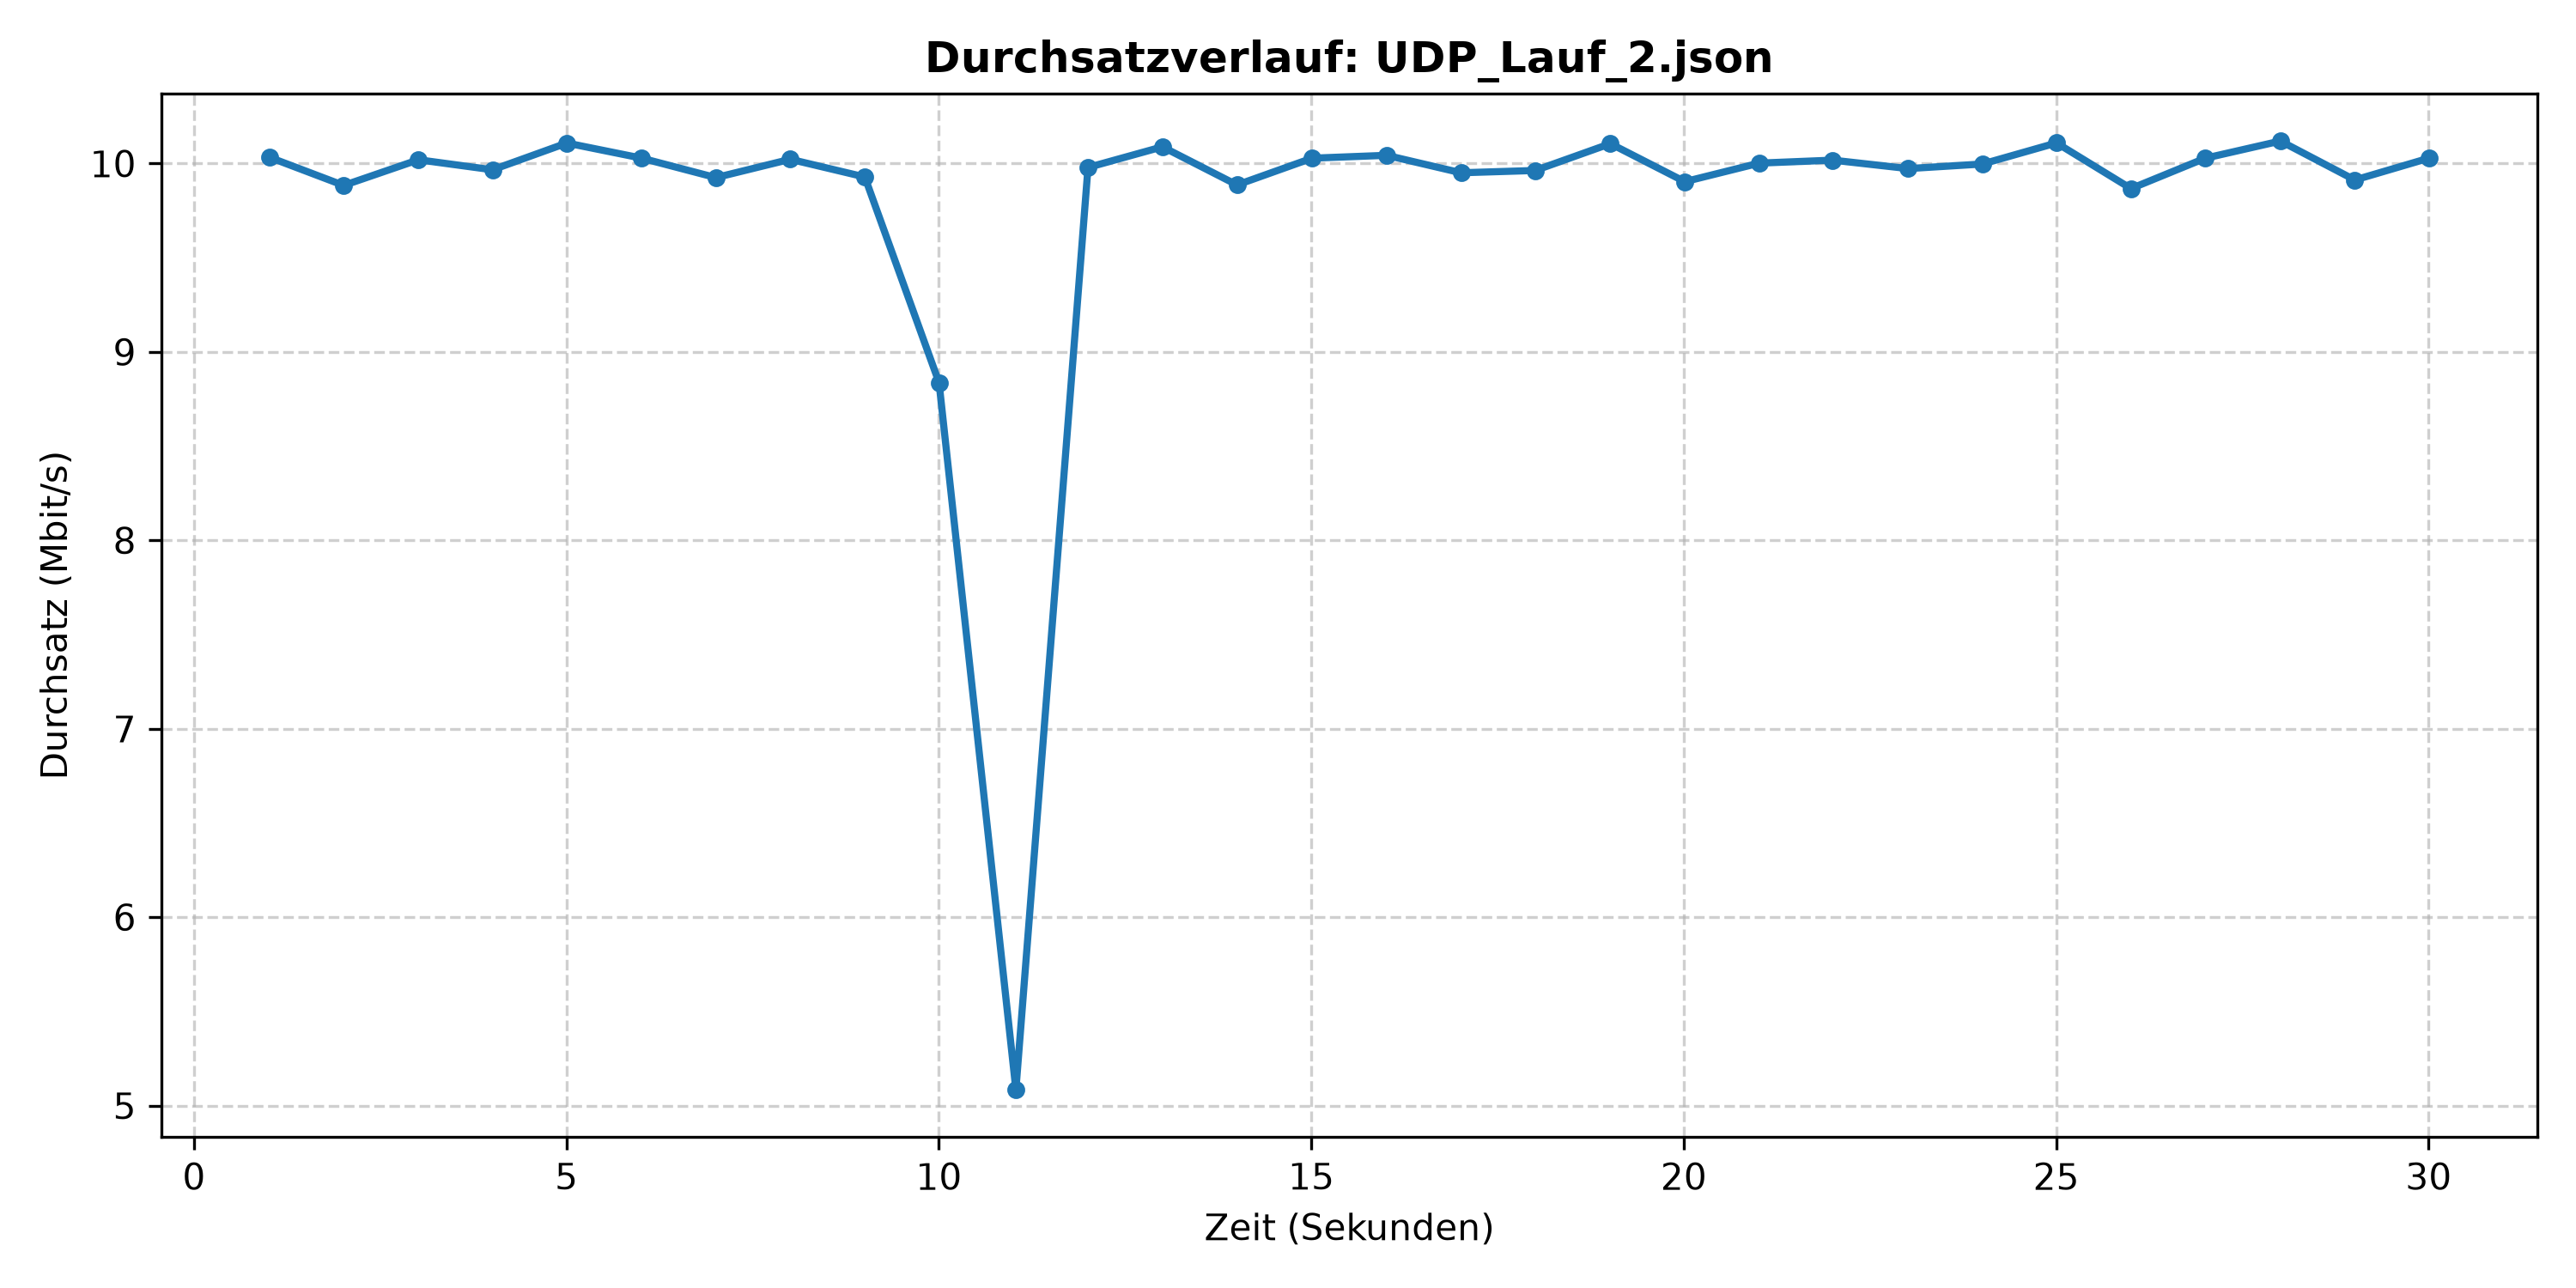 Durchsatzverlauf: UDP_Lauf_2.json
10
9
8
7
6
5
Durchsatz (Mbit/s)
0 5 10 15 20 25 30
Zeit (Sekunden)